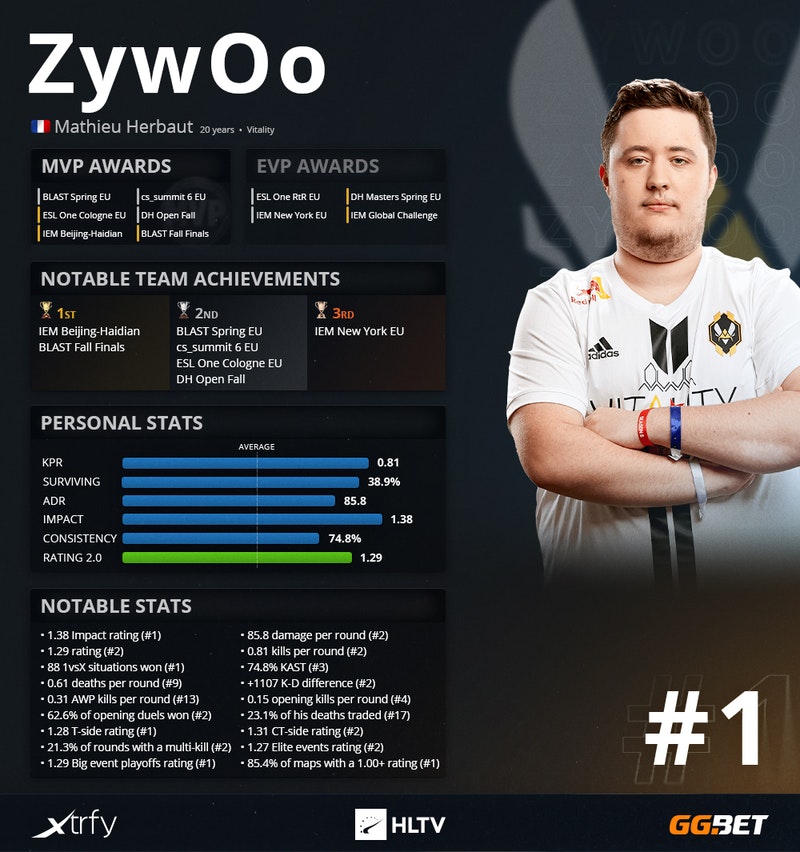 ZywOo
Mathieu Herbaut 20 years • Vitality
MVP AWARDS
BLAST Spring EU
cs_summit 6 EU
ESL One Cologne EU
DH Open Fall
IEM Beijing-Haidian
BLAST Fall Finals
EVP AWARDS
ESL One RtR EU
DH Masters Spring EU
IEM New York EU
IEM Global Challenge
NOTABLE TEAM ACHIEVEMENTS
1ST
IEM Beijing-Haidian
BLAST Fall Finals
2ND
BLAST Spring EU
cs_summit 6 EU
ESL One Cologne EU
DH Open Fall
3RD
IEM New York EU
adidas
VITALITY
PERSONAL STATS
AVERAGE
KPR 0.81
SURVIVING 38.9%
ADR 85.8
IMPACT 1.38
CONSISTENCY 74.8%
RATING 2.0 1.29
NOTABLE STATS
• 1.38 Impact rating (#1)
• 1.29 rating (#2)
• 88 1vsX situations won (#1)
• 0.61 deaths per round (#9)
• 0.31 AWP kills per round (#13)
• 62.6% of opening duels won (#2)
• 1.28 T-side rating (#1)
• 21.3% of rounds with a multi-kill (#2)
• 1.29 Big event playoffs rating (#1)
• 85.8 damage per round (#2)
• 0.81 kills per round (#2)
• 74.8% KAST (#3)
• +1107 K-D difference (#2)
• 0.15 opening kills per round (#4)
• 23.1% of his deaths traded (#17)
• 1.31 CT-side rating (#2)
• 1.27 Elite events rating (#2)
• 85.4% of maps with a 1.00+ rating (#1)
#1
xtrfy
HLTV
GG.BET